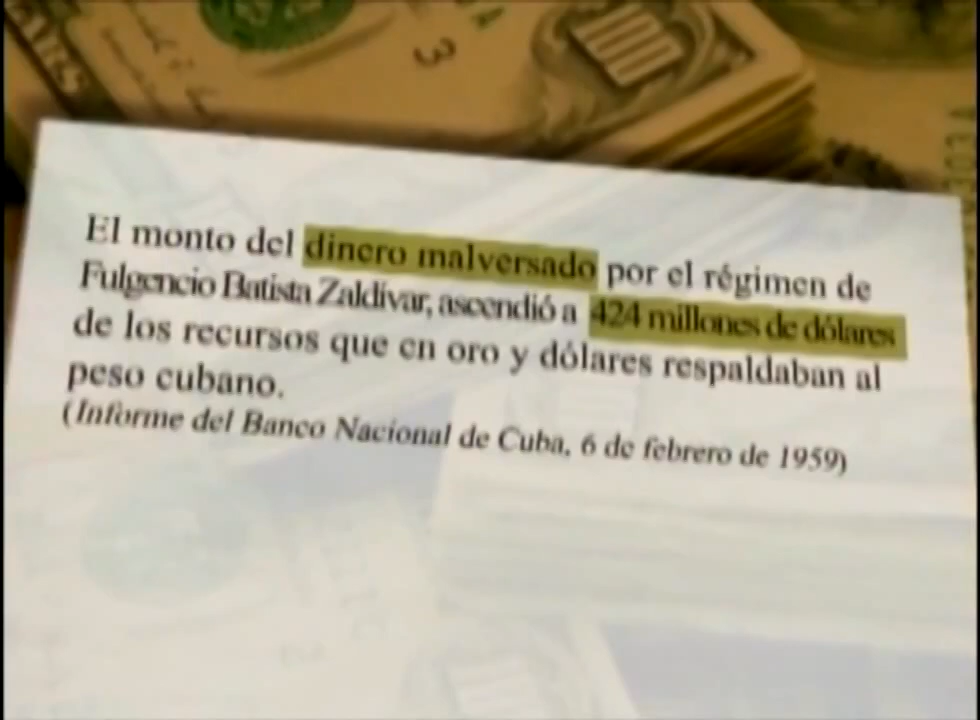 ARS
3
El monto del dinero malversado por el régimen de
Fulgencio Batista Zaldívar, ascendió a 424 millones de dólares
de los recursos que en oro y dólares respaldaban al
peso cubano.
(Informe del Banco Nacional de Cuba, 6 de febrero de 1959)